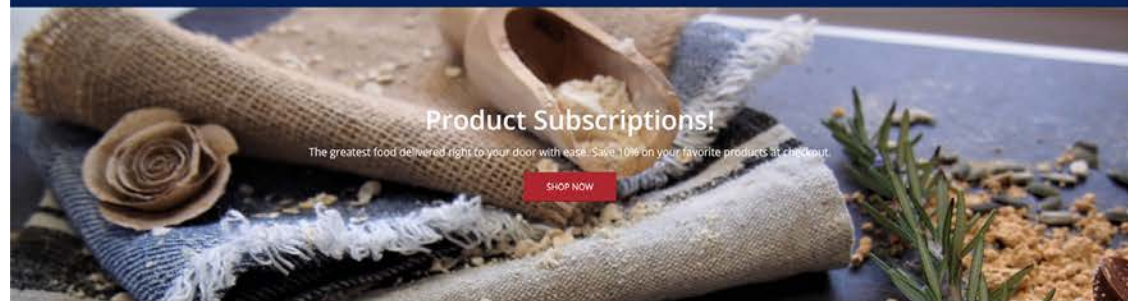 Product Subscriptions!
The greatest food delivered right to your door with ease. Save 10% on your favorite products at checkout.
SHOP NOW